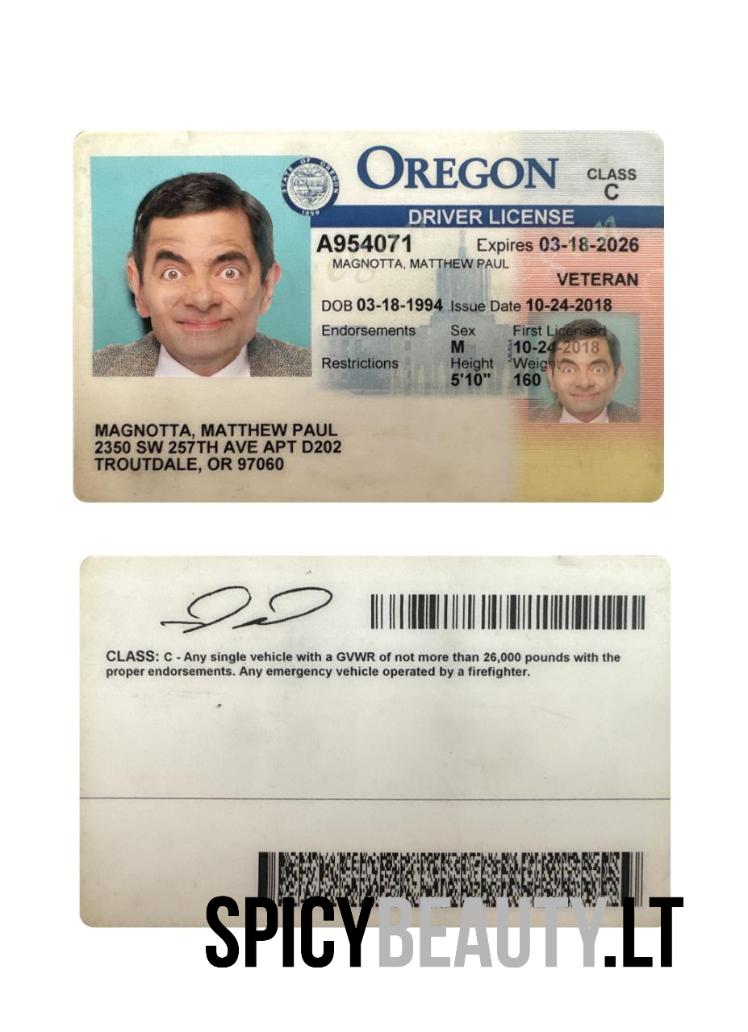 STATE OF OREGON
1859
OREGON
CLASS
C
DRIVER LICENSE
A954071 Expires 03-18-2026
MAGNOTTA, MATTHEW PAUL
VETERAN
DOB 03-18-1994 Issue Date 10-24-2018
Endorsements Sex First Licensed
M 10-24-2018
Restrictions Height Weight
5'10" 160
MAGNOTTA, MATTHEW PAUL
2350 SW 257TH AVE APT D202
TROUTDALE, OR 97060
CLASS: C - Any single vehicle with a GVWR of not more than 26,000 pounds with the
proper endorsements. Any emergency vehicle operated by a firefighter.
SPICYBEAUTY.LT